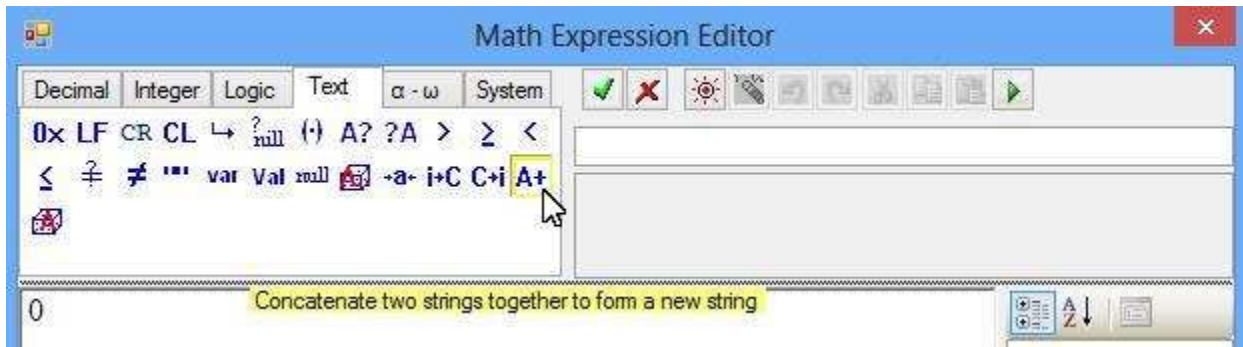 Math Expression Editor
Decimal Integer Logic Text α - ω System
0x LF CR CL ↵ ?null (·) A? ?A > ≥ <
≤ ≠ "" var Val null A →a← i→C C→i A+
A
0
Concatenate two strings together to form a new string
A
Z